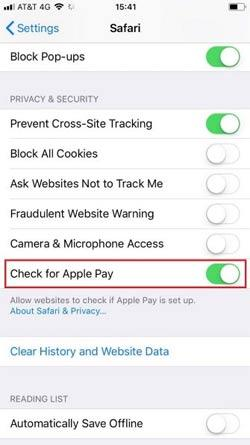 AT&T 4G 15:41
Settings Safari
Block Pop-ups
PRIVACY & SECURITY
Prevent Cross-Site Tracking
Block All Cookies
Ask Websites Not to Track Me
Fraudulent Website Warning
Camera & Microphone Access
Check for Apple Pay
Allow websites to check if Apple Pay is set up.
About Safari & Privacy...
Clear History and Website Data
READING LIST
Automatically Save Offline